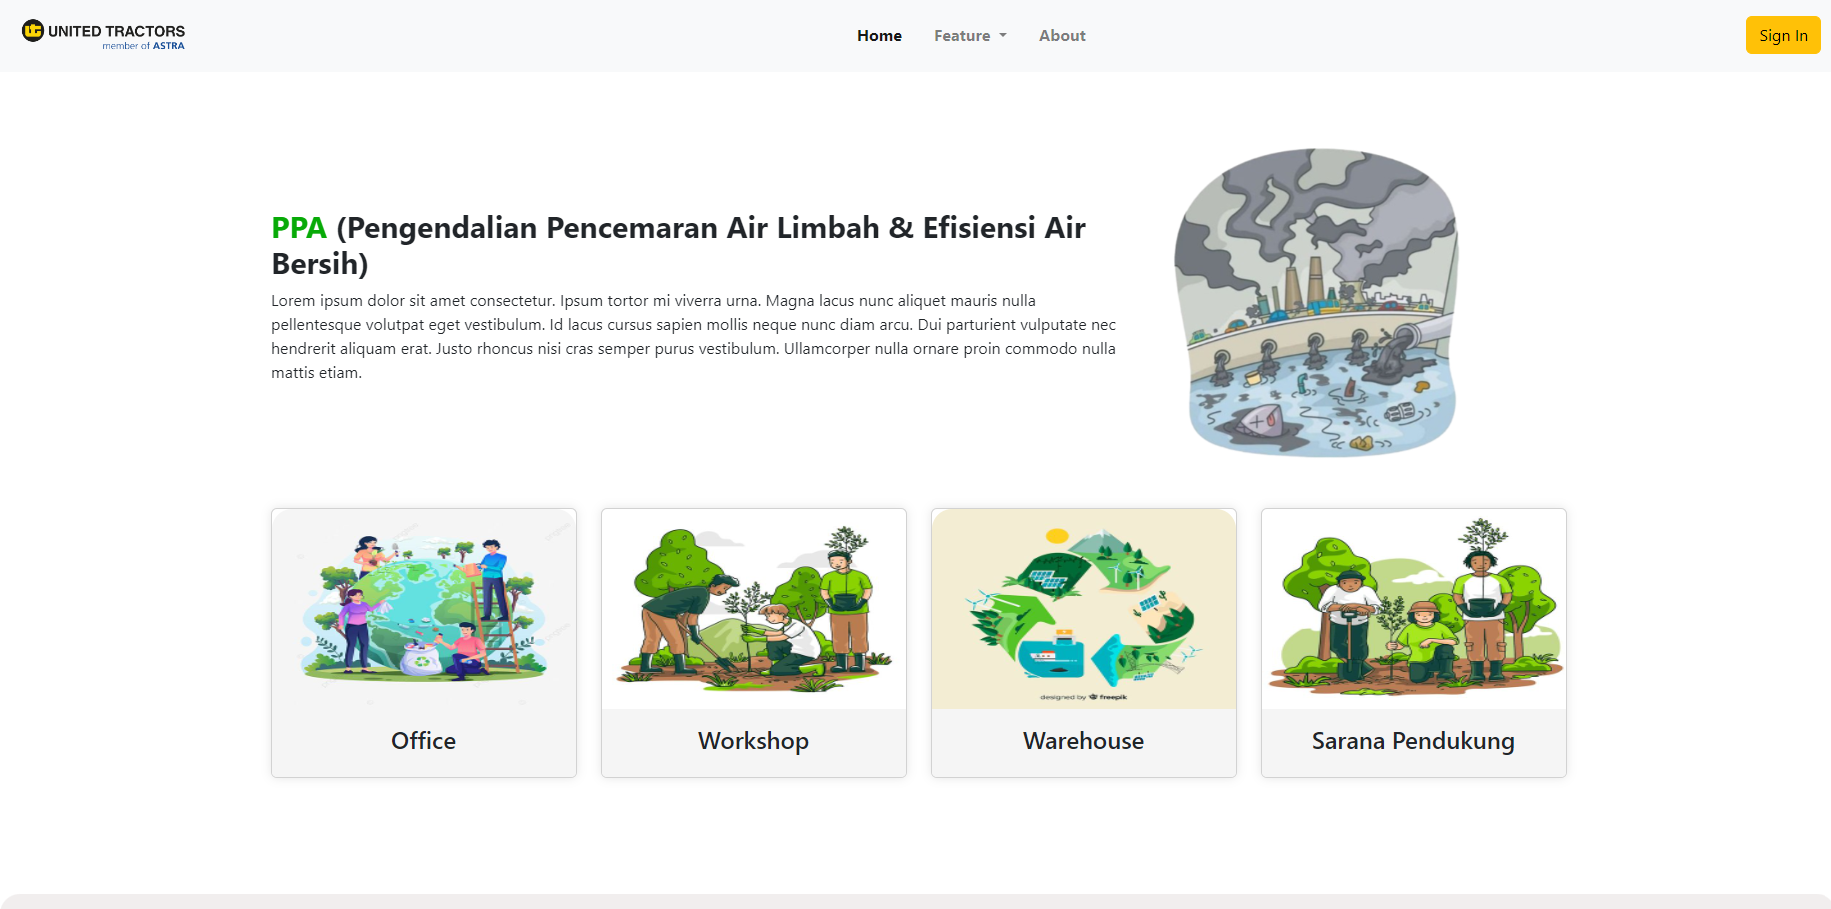 UNITED TRACTORS
member of ASTRA
Home
Feature
About
Sign In
PPA (Pengendalian Pencemaran Air Limbah & Efisiensi Air
Bersih)
Lorem ipsum dolor sit amet consectetur. Ipsum tortor mi viverra urna. Magna lacus nunc aliquet mauris nulla
pellentesque volutpat eget vestibulum. Id lacus cursus sapien mollis neque nunc diam arcu. Dui parturient vulputate nec
hendrerit aliquam erat. Justo rhoncus nisi cras semper purus vestibulum. Ullamcorper nulla ornare proin commodo nulla
mattis etiam.
designed by freepik
Office
Workshop
Warehouse
Sarana Pendukung